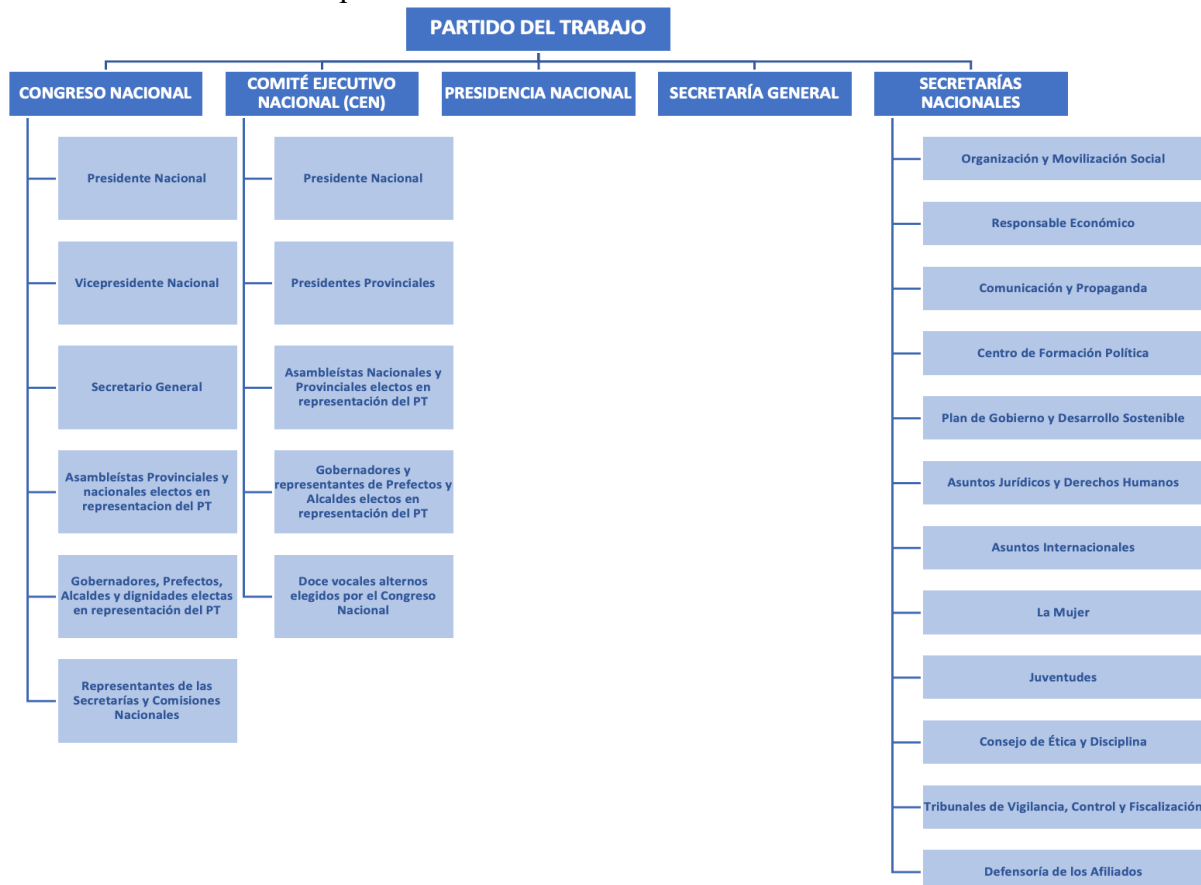 PARTIDO DEL TRABAJO
CONGRESO NACIONAL
COMITÉ EJECUTIVO
NACIONAL (CEN)
PRESIDENCIA NACIONAL
SECRETARÍA GENERAL
SECRETARÍAS
NACIONALES
Presidente Nacional
Vicepresidente Nacional
Secretario General
Asambleístas Provinciales y
nacionales electos en
representacion del PT
Gobernadores, Prefectos,
Alcaldes y dignidades electas
en representación del PT
Representantes de las
Secretarías y Comisiones
Nacionales
Presidente Nacional
Presidentes Provinciales
Asambleístas Nacionales y
Provinciales electos en
representación del PT
Gobernadores y
representantes de Prefectos y
Alcaldes electos en
representación del PT
Doce vocales alternos
elegidos por el Congreso
Nacional
Organización y Movilización Social
Responsable Económico
Comunicación y Propaganda
Centro de Formación Política
Plan de Gobierno y Desarrollo Sostenible
Asuntos Jurídicos y Derechos Humanos
Asuntos Internacionales
La Mujer
Juventudes
Consejo de Ética y Disciplina
Tribunales de Vigilancia, Control y Fiscalización
Defensoría de los Afiliados